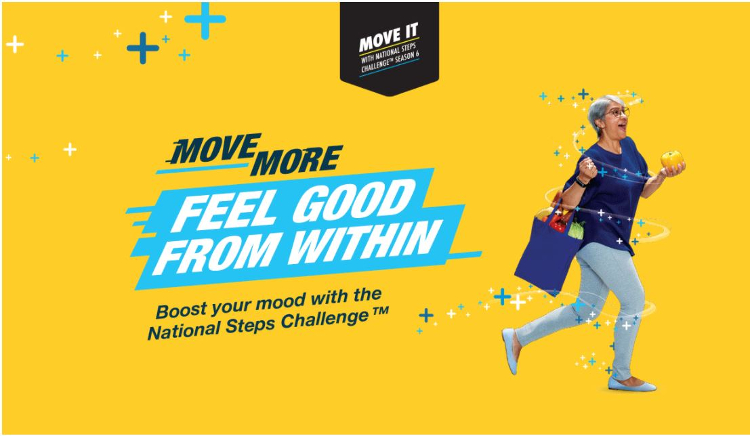 MOVE IT
WITH NATIONAL STEPS
CHALLENGE™ SEASON 6
MOVE MORE
FEEL GOOD
FROM WITHIN
Boost your mood with the
National Steps Challenge™